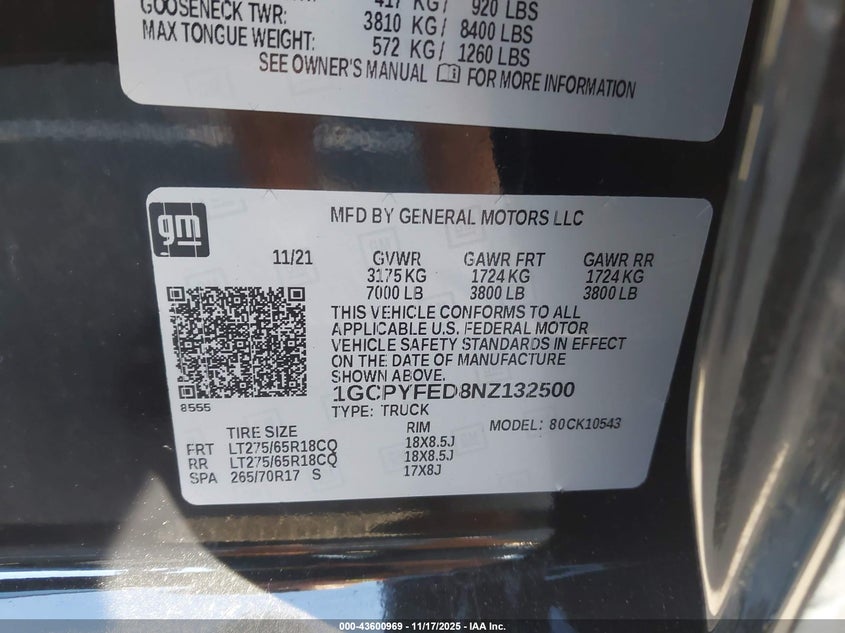 417 KG/ 920 LBS
GOOSENECK TWR: 3810 KG/ 8400 LBS
MAX TONGUE WEIGHT: 572 KG/ 1260 LBS
SEE OWNER'S MANUAL FOR MORE INFORMATION
gm
MFD BY GENERAL MOTORS LLC
11/21 GVWR GAWR FRT GAWR RR
3175 KG 1724 KG 1724 KG
7000 LB 3800 LB 3800 LB
THIS VEHICLE CONFORMS TO ALL
APPLICABLE U.S. FEDERAL MOTOR
VEHICLE SAFETY STANDARDS IN EFFECT
ON THE DATE OF MANUFACTURE
SHOWN ABOVE.
1GCPYFED8NZ132500
8555
TYPE: TRUCK
TIRE SIZE RIM MODEL: 80CK10543
FRT LT275/65R18CQ 18X8.5J
RR LT275/65R18CQ 18X8.5J
SPA 265/70R17 S 17X8J
000-43600969 - 11/17/2025 - IAA Inc.